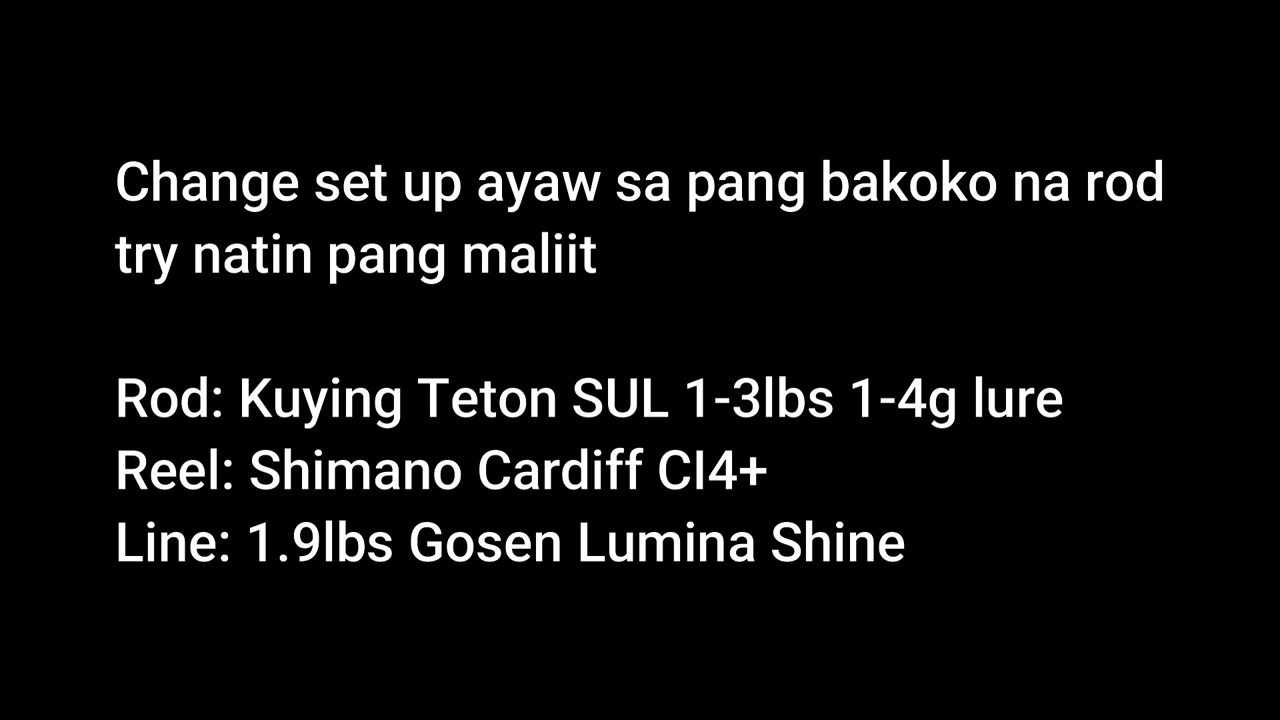 Change set up ayaw sa pang bakoko na rod
try natin pang maliit
Rod: Kuying Teton SUL 1-3lbs 1-4g lure
Reel: Shimano Cardiff CI4+
Line: 1.9lbs Gosen Lumina Shine